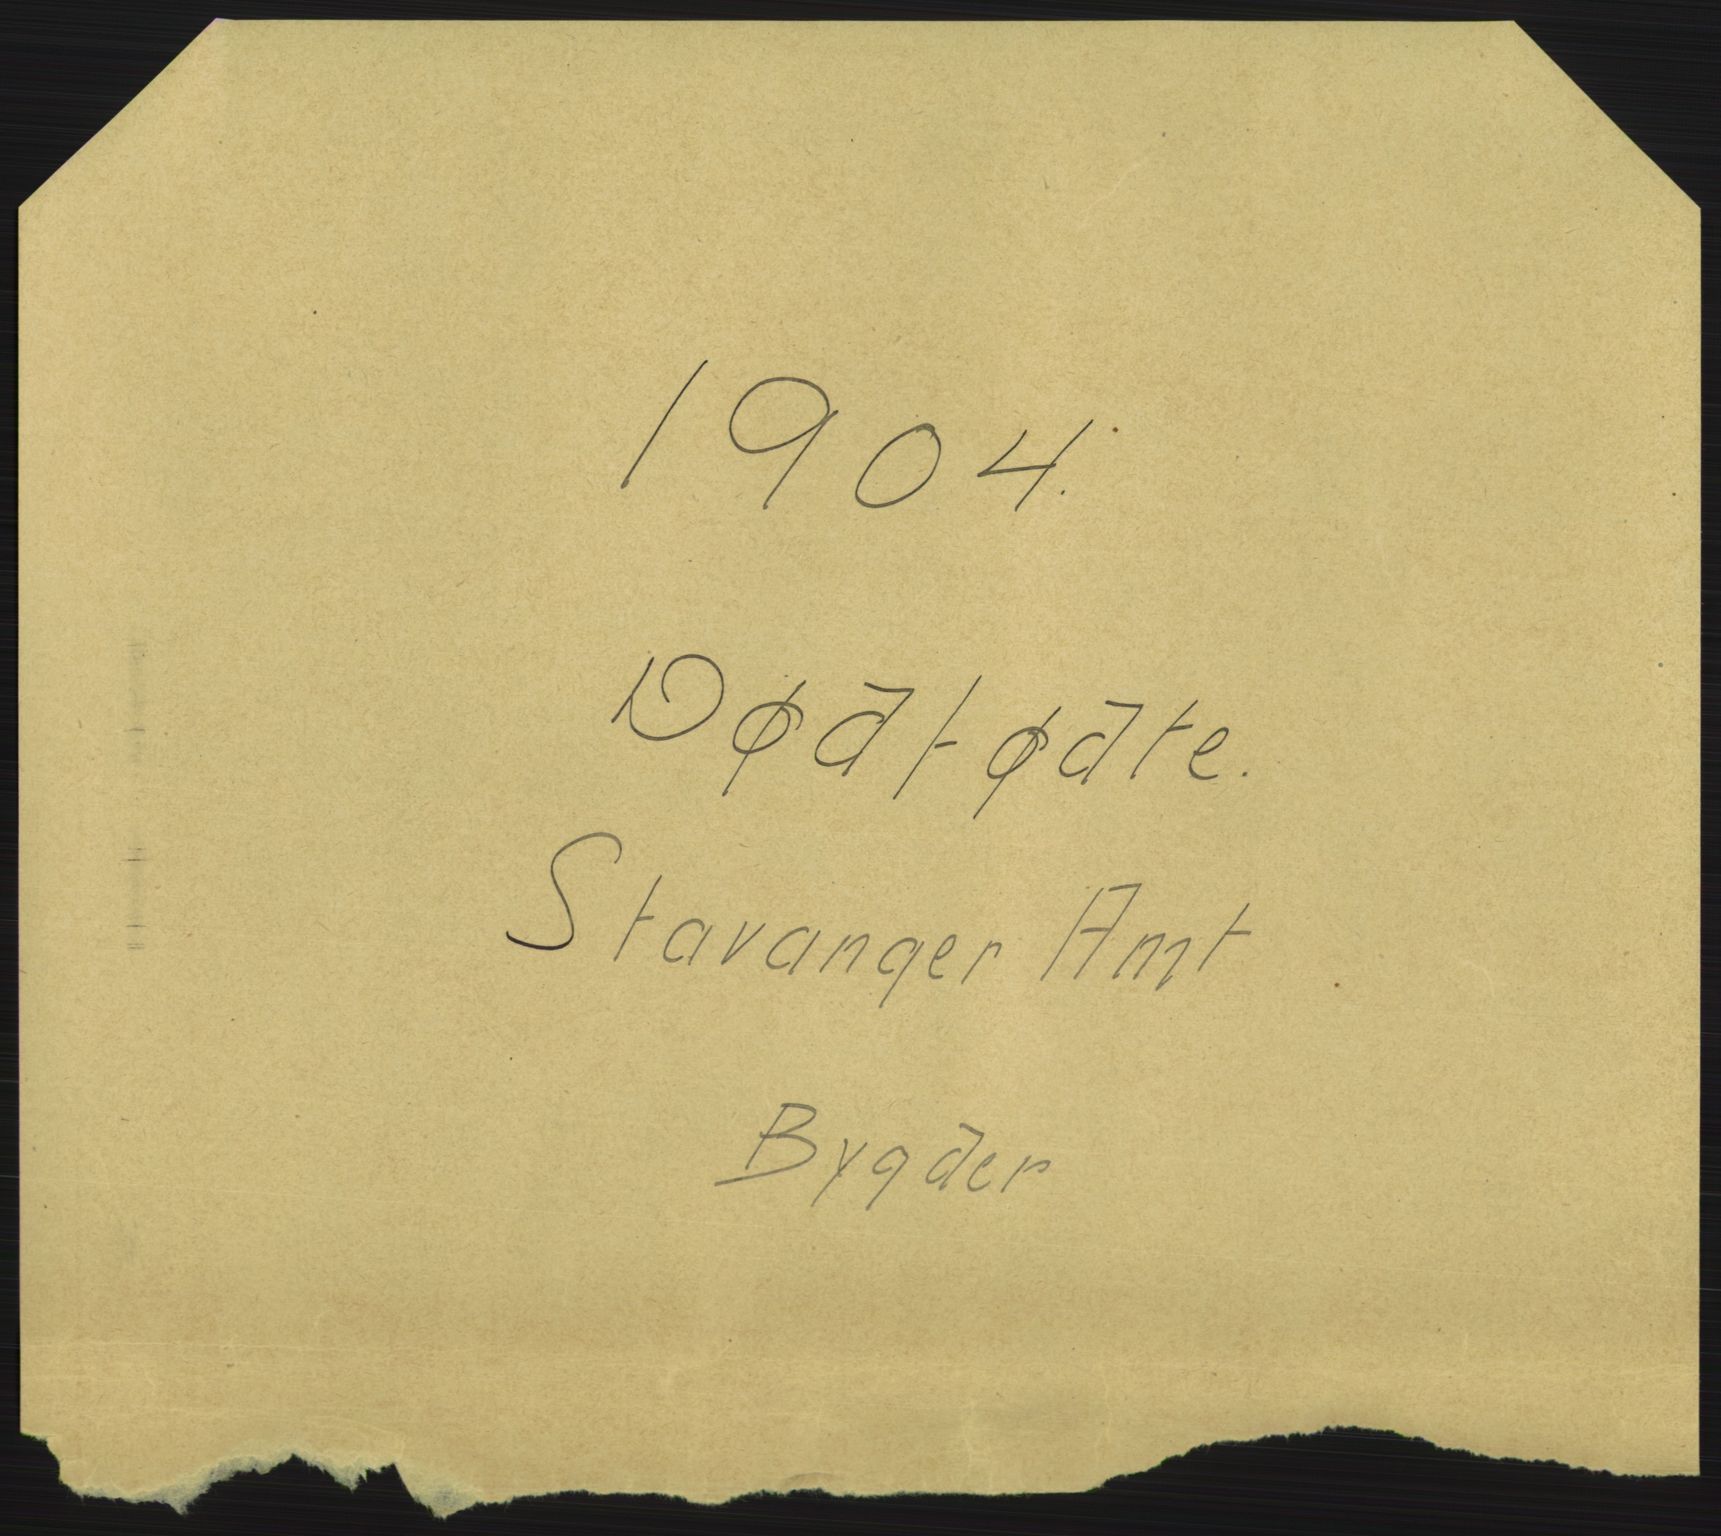 1904.
Dødfødte.
Stavanger Amt
Bygder